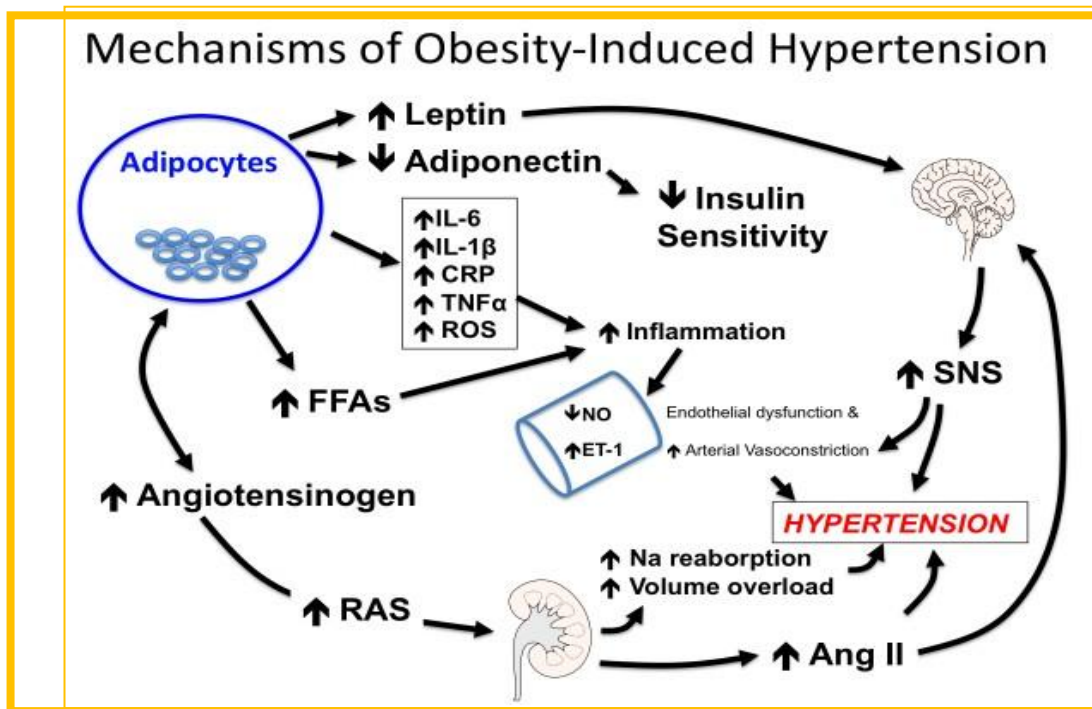 Mechanisms of Obesity-Induced Hypertension
Adipocytes
↑ Leptin
↓ Adiponectin
↓ Insulin
Sensitivity
↑IL-6
↑IL-1β
↑ CRP
↑ TNFα
↑ ROS
↑ Inflammation
↑ FFAs
↑ SNS
↓NO
↑ET-1
Endothelial dysfunction &
↑ Arterial Vasoconstriction
↑ Angiotensinogen
HYPERTENSION
↑ Na reaborption
↑ Volume overload
↑ RAS
↑ Ang II